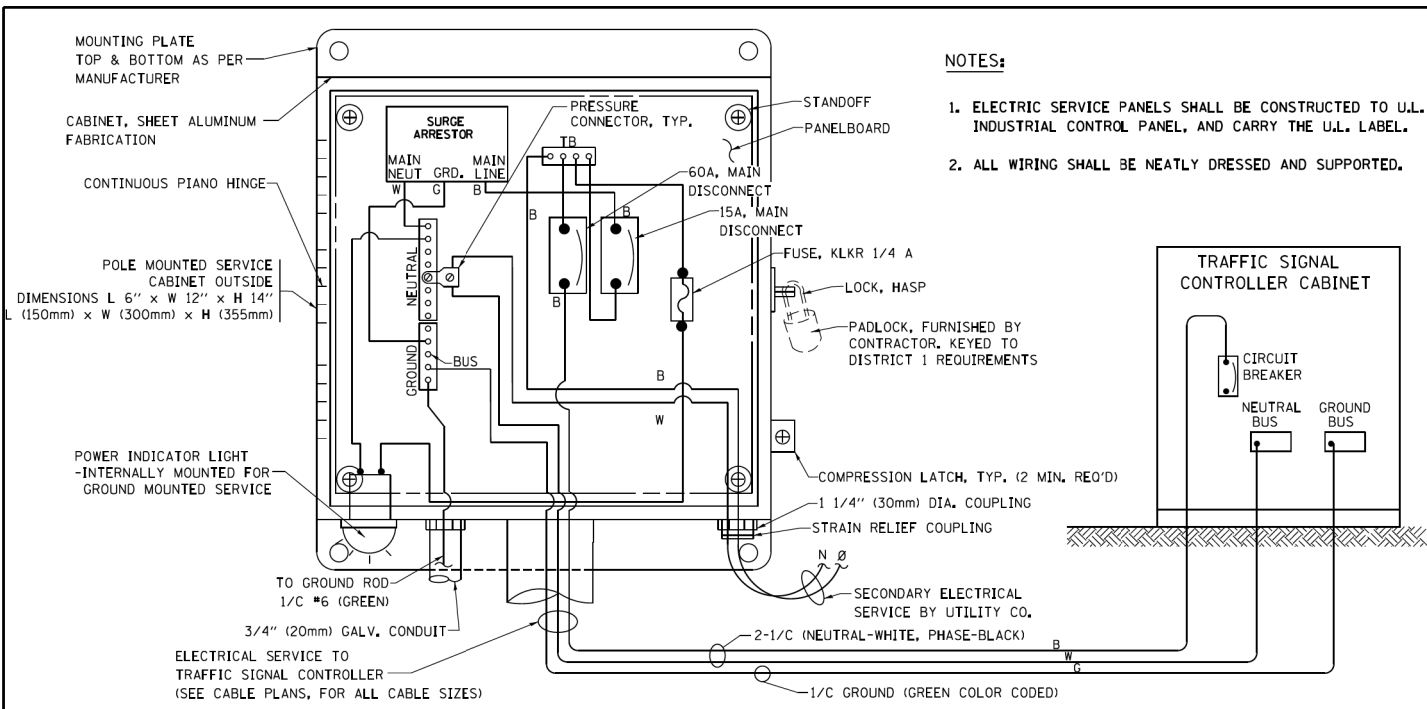 MOUNTING PLATE
TOP & BOTTOM AS PER
MANUFACTURER
CABINET, SHEET ALUMINUM
FABRICATION
CONTINUOUS PIANO HINGE
POLE MOUNTED SERVICE
CABINET OUTSIDE
DIMENSIONS L 6" x W 12" x H 14"
L (150mm) x W (300mm) x H (355mm)
POWER INDICATOR LIGHT
-INTERNALLY MOUNTED FOR
GROUND MOUNTED SERVICE
TO GROUND ROD
1/C #6 (GREEN)
3/4" (20mm) GALV. CONDUIT
ELECTRICAL SERVICE TO
TRAFFIC SIGNAL CONTROLLER
(SEE CABLE PLANS, FOR ALL CABLE SIZES)
SURGE
ARRESTOR
MAIN NEUT
GRD.
MAIN LINE
W
G
B
NEUTRAL
GROUND
BUS
PRESSURE
CONNECTOR, TYP.
TB
B
B
B
B
W
STANDOFF
PANELBOARD
60A, MAIN
DISCONNECT
15A, MAIN
DISCONNECT
FUSE, KLKR 1/4 A
LOCK, HASP
PADLOCK, FURNISHED BY
CONTRACTOR. KEYED TO
DISTRICT 1 REQUIREMENTS
COMPRESSION LATCH, TYP. (2 MIN. REQ'D)
1 1/4" (30mm) DIA. COUPLING
STRAIN RELIEF COUPLING
N Ø
SECONDARY ELECTRICAL
SERVICE BY UTILITY CO.
2-1/C (NEUTRAL-WHITE, PHASE-BLACK)
B
W
G
1/C GROUND (GREEN COLOR CODED)
NOTES:
1. ELECTRIC SERVICE PANELS SHALL BE CONSTRUCTED TO U.L.
INDUSTRIAL CONTROL PANEL, AND CARRY THE U.L. LABEL.
2. ALL WIRING SHALL BE NEATLY DRESSED AND SUPPORTED.
TRAFFIC SIGNAL
CONTROLLER CABINET
CIRCUIT
BREAKER
NEUTRAL
BUS
GROUND
BUS